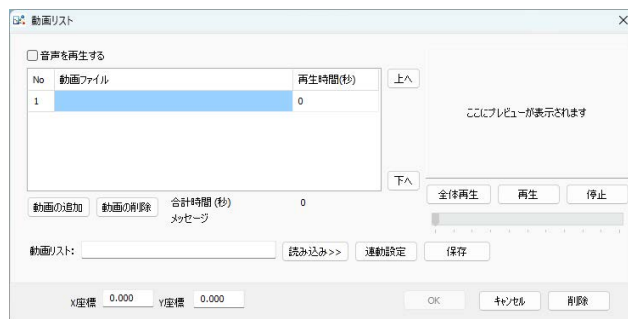 動画リスト
音声を再生する
No 動画ファイル 再生時間(秒)
1 0
上へ
下へ
ここにプレビューが表示されます
全体再生 再生 停止
動画の追加 動画の削除 合計時間 (秒) 0
メッセージ
動画リスト: 読み込み>> 連動設定 保存
X座標 0.000 Y座標 0.000 OK キャンセル 削除